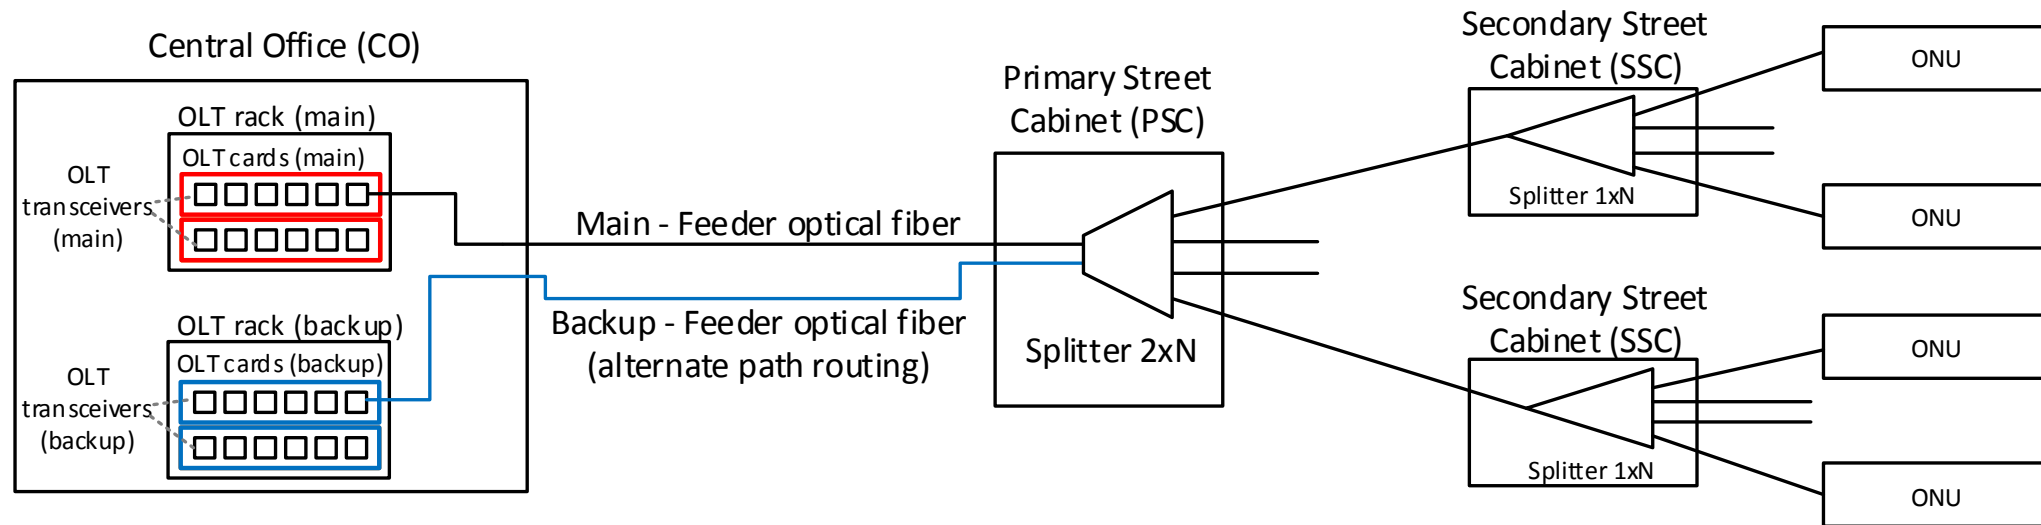 Central Office (CO)
OLT rack (main)
OLT cards (main)
OLT
transceivers
(main)
OLT rack (backup)
OLT cards (backup)
OLT
transceivers
(backup)
Main - Feeder optical fiber
Backup - Feeder optical fiber
(alternate path routing)
Primary Street
Cabinet (PSC)
Splitter 2xN
Secondary Street
Cabinet (SSC)
Splitter 1xN
Secondary Street
Cabinet (SSC)
Splitter 1xN
ONU
ONU
ONU
ONU